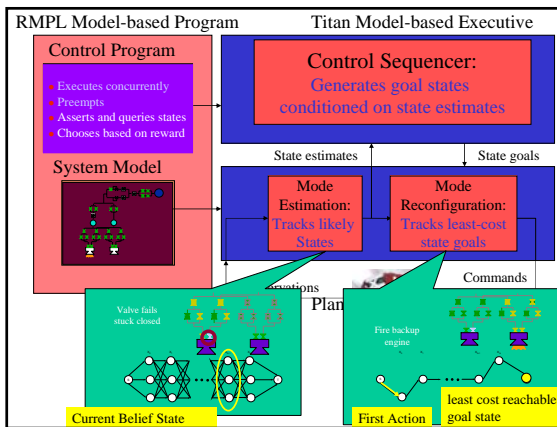 RMPL Model-based Program
Titan Model-based Executive
Control Program
Executes concurrently
Preempts
Asserts and queries states
Chooses based on reward
System Model
Control Sequencer:
Generates goal states
conditioned on state estimates
State estimates
State goals
Mode
Estimation:
Tracks likely
States
Mode
Reconfiguration:
Tracks least-cost
state goals
ervations
Commands
Plan
Valve fails
stuck closed
Current Belief State
Fire backup
engine
First Action
least cost reachable
goal state